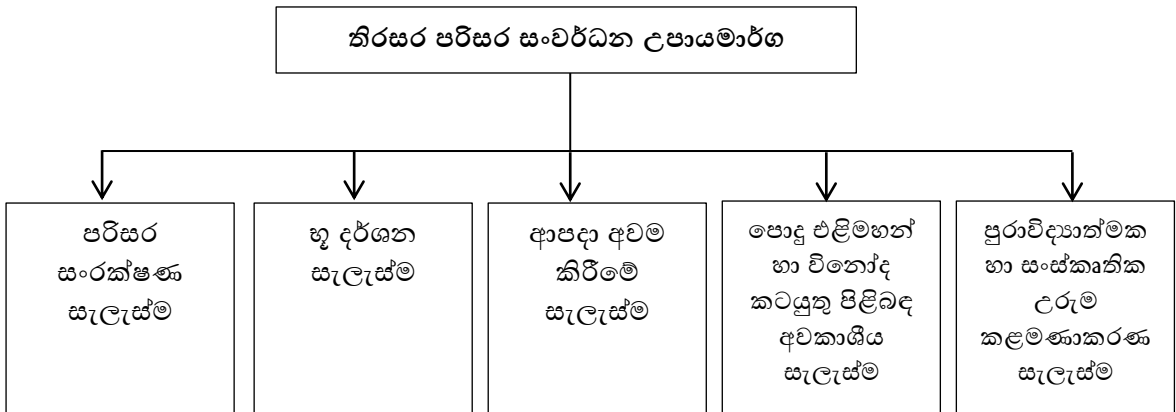 තිරසර පරිසර සංවර්ධන උපායමාර්ග
පරිසර
සංරක්ෂණ
සැලැස්ම
භූ දර්ශන
සැලැස්ම
ආපදා අවම
කිරීමේ
සැලැස්ම
පොදු එළිමහන්
හා විනෝද
කටයුතු පිළිබඳ
අවකාශීය
සැලැස්ම
පුරාවිද්‍යාත්මක
හා සංස්කෘතික
උරුම
කළමණාකරණ
සැලැස්ම